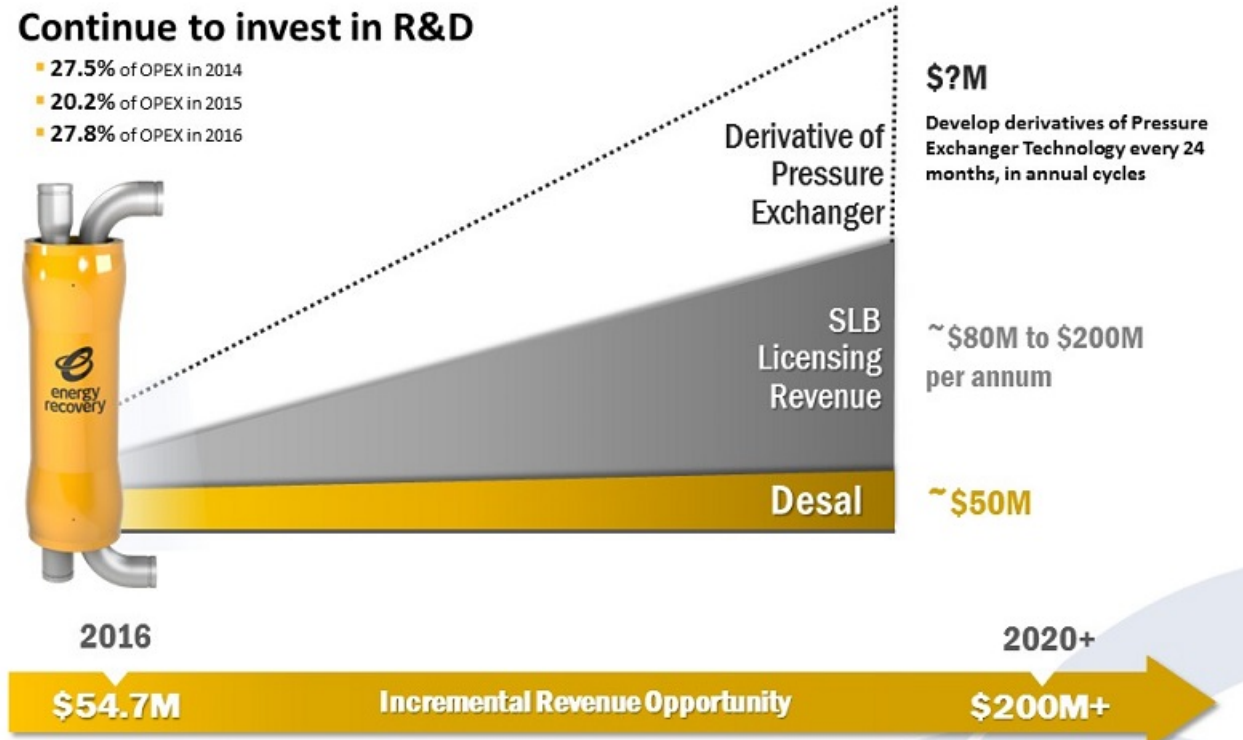 Continue to invest in R&D
▪ 27.5% of OPEX in 2014
▪ 20.2% of OPEX in 2015
▪ 27.8% of OPEX in 2016
energy
recovery
Derivative of
Pressure
Exchanger
$?M
Develop derivatives of Pressure
Exchanger Technology every 24
months, in annual cycles
SLB
Licensing
Revenue
~$80M to $200M
per annum
Desal
~$50M
2016
2020+
$54.7M
Incremental Revenue Opportunity
$200M+